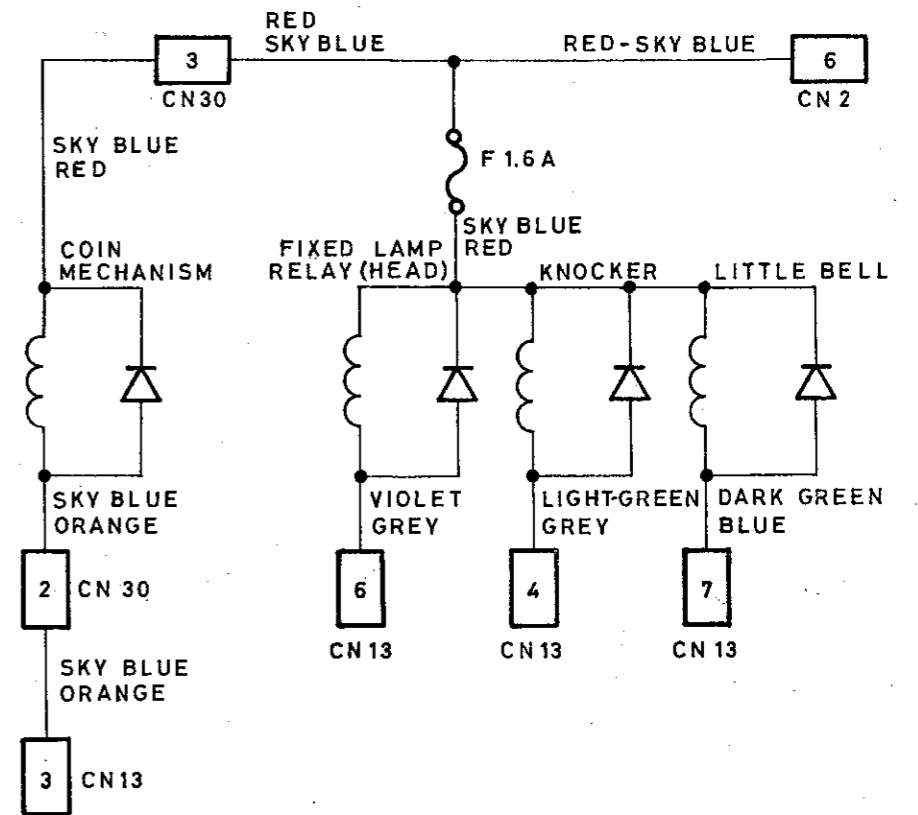 RED
SKY BLUE
RED-SKY BLUE
3
6
CN30
CN 2
SKY BLUE
RED
F 1.6 A
SKY BLUE
RED
COIN
MECHANISM
FIXED LAMP
RELAY (HEAD)
KNOCKER
LITTLE BELL
SKY BLUE
ORANGE
VIOLET
GREY
LIGHT-GREEN
GREY
DARK GREEN
BLUE
2
CN 30
6
4
7
CN 13
CN 13
CN 13
SKY BLUE
ORANGE
3
CN 13